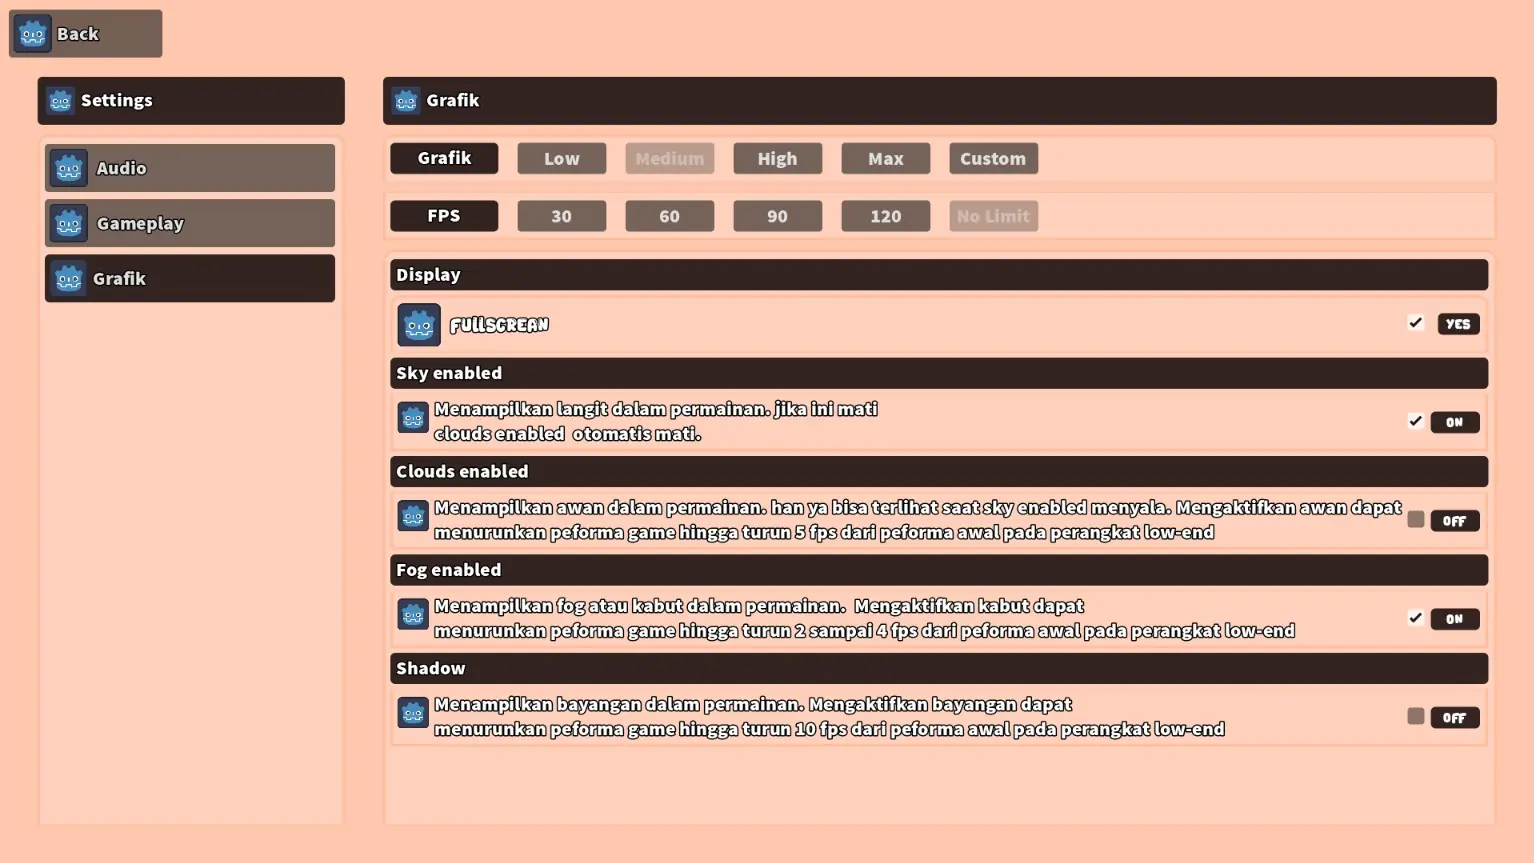 Back
Settings
Audio
Gameplay
Grafik
Grafik
Grafik Low Medium High Max Custom
FPS 30 60 90 120 No Limit
Display
FUllSCREAN YES
Sky enabled
Menampilkan langit dalam permainan. jika ini mati
clouds enabled  otomatis mati.
ON
Clouds enabled
Menampilkan awan dalam permainan. han ya bisa terlihat saat sky enabled menyala. Mengaktifkan awan dapat
menurunkan peforma game hingga turun 5 fps dari peforma awal pada perangkat low-end
OFF
Fog enabled
Menampilkan fog atau kabut dalam permainan.  Mengaktifkan kabut dapat
menurunkan peforma game hingga turun 2 sampai 4 fps dari peforma awal pada perangkat low-end
ON
Shadow
Menampilkan bayangan dalam permainan. Mengaktifkan bayangan dapat
menurunkan peforma game hingga turun 10 fps dari peforma awal pada perangkat low-end
OFF